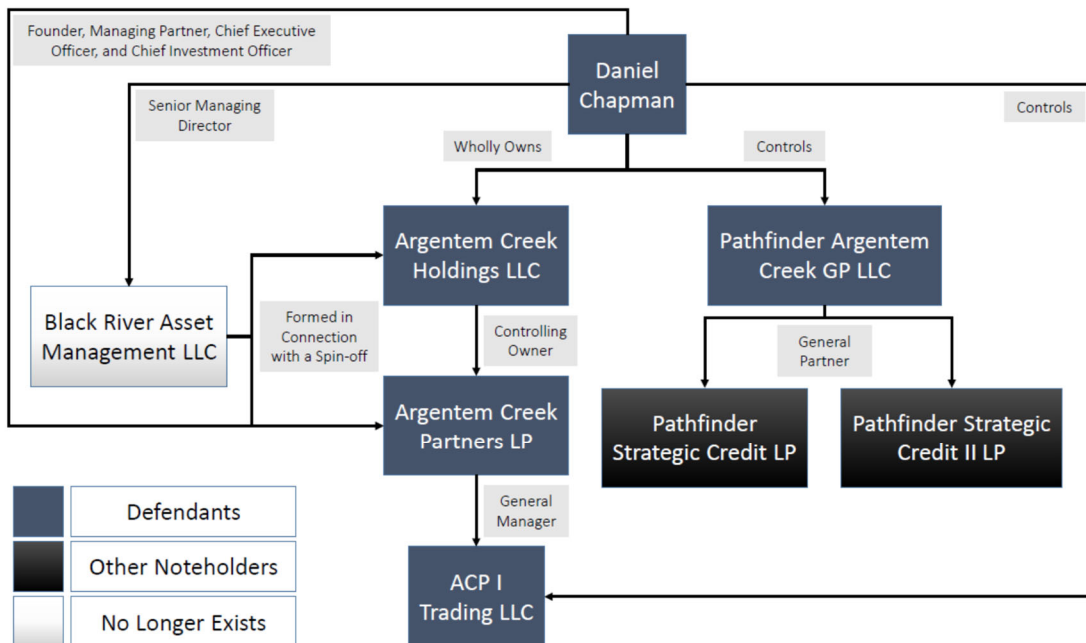 Founder, Managing Partner, Chief Executive
Officer, and Chief Investment Officer
Daniel
Chapman
Senior Managing
Director
Controls
Wholly Owns
Controls
Argentem Creek
Holdings LLC
Pathfinder Argentem
Creek GP LLC
Black River Asset
Management LLC
Formed in
Connection
with a Spin-off
Controlling
Owner
General
Partner
Argentem Creek
Partners LP
Pathfinder
Strategic Credit LP
Pathfinder Strategic
Credit II LP
General
Manager
ACP I
Trading LLC
Defendants
Other Noteholders
No Longer Exists